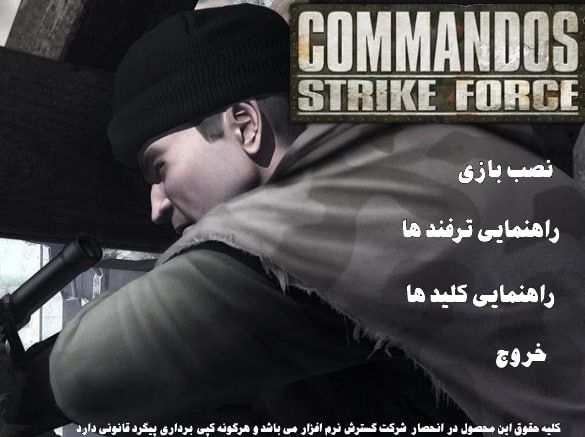 COMMANDOS
STRIKE FORCE
نصب بازی
راهنمایی ترفند ها
راهنمایی کلید ها
خروج
کلیه حقوق این محصول در انحصار شرکت گسترش نرم افزار می باشد و هرگونه کپی برداری پیگرد قانونی دارد